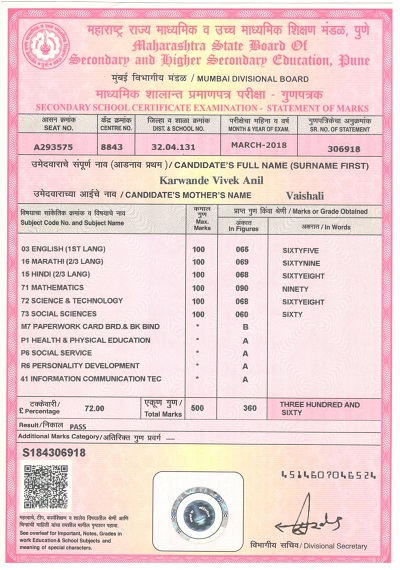 महाराष्ट्र राज्य माध्यमिक व उच्च माध्यमिक शिक्षण मंडळ, पुणे
Maharashtra State Board Of
Secondary and Higher Secondary Education, Pune
मुंबई विभागीय मंडळ / MUMBAI DIVISIONAL BOARD
माध्यमिक शालान्त प्रमाणपत्र परीक्षा - गुणपत्रक
SECONDARY SCHOOL CERTIFICATE EXAMINATION - STATEMENT OF MARKS
आसन क्रमांक केंद्र क्रमांक जिल्हा व शाळा क्रमांक परीक्षेचा महिना व वर्ष गुणपत्रिकेचा अनुक्रमांक
SEAT NO. CENTRE NO. DIST. & SCHOOL NO. MONTH & YEAR OF EXAM. SR. NO. OF STATEMENT
A293575 8843 32.04.131 MARCH-2018 306918
उमेदवाराचे संपूर्ण नाव (आडनाव प्रथम) / CANDIDATE'S FULL NAME (SURNAME FIRST)
Karwande Vivek Anil
उमेदवाराच्या आईचे नाव / CANDIDATE'S MOTHER'S NAME Vaishali
विषयाचा सांकेतिक क्रमांक व विषयाचे नाव
Subject Code No. and Subject Name
कमाल गुण
Max. Marks
प्राप्त गुण किंवा श्रेणी / Marks or Grade Obtained
अंकात
In Figures
अक्षरात / In Words
03 ENGLISH (1ST LANG) 100 065 SIXTYFIVE
16 MARATHI (2/3 LANG) 100 069 SIXTYNINE
15 HINDI (2/3 LANG) 100 068 SIXTYEIGHT
71 MATHEMATICS 100 090 NINETY
72 SCIENCE & TECHNOLOGY 100 068 SIXTYEIGHT
73 SOCIAL SCIENCES 100 060 SIXTY
M7 PAPERWORK CARD BRD.& BK BIND * B
P1 HEALTH & PHYSICAL EDUCATION * A
P6 SOCIAL SERVICE * A
R6 PERSONALITY DEVELOPMENT * A
41 INFORMATION COMMUNICATION TEC * A
टक्केवारी /
£ Percentage 72.00
एकूण गुण /
Total Marks 500 360 THREE HUNDRED AND
SIXTY
Result/निकाल PASS
Additional Marks Category/अतिरिक्त गुण प्रवर्ग —
S184306918
4514607046524
See overleaf for Important, Notes, Grades in
work Education & School Subjects and
meaning of special characters.
विभागीय सचिव / Divisional Secretary